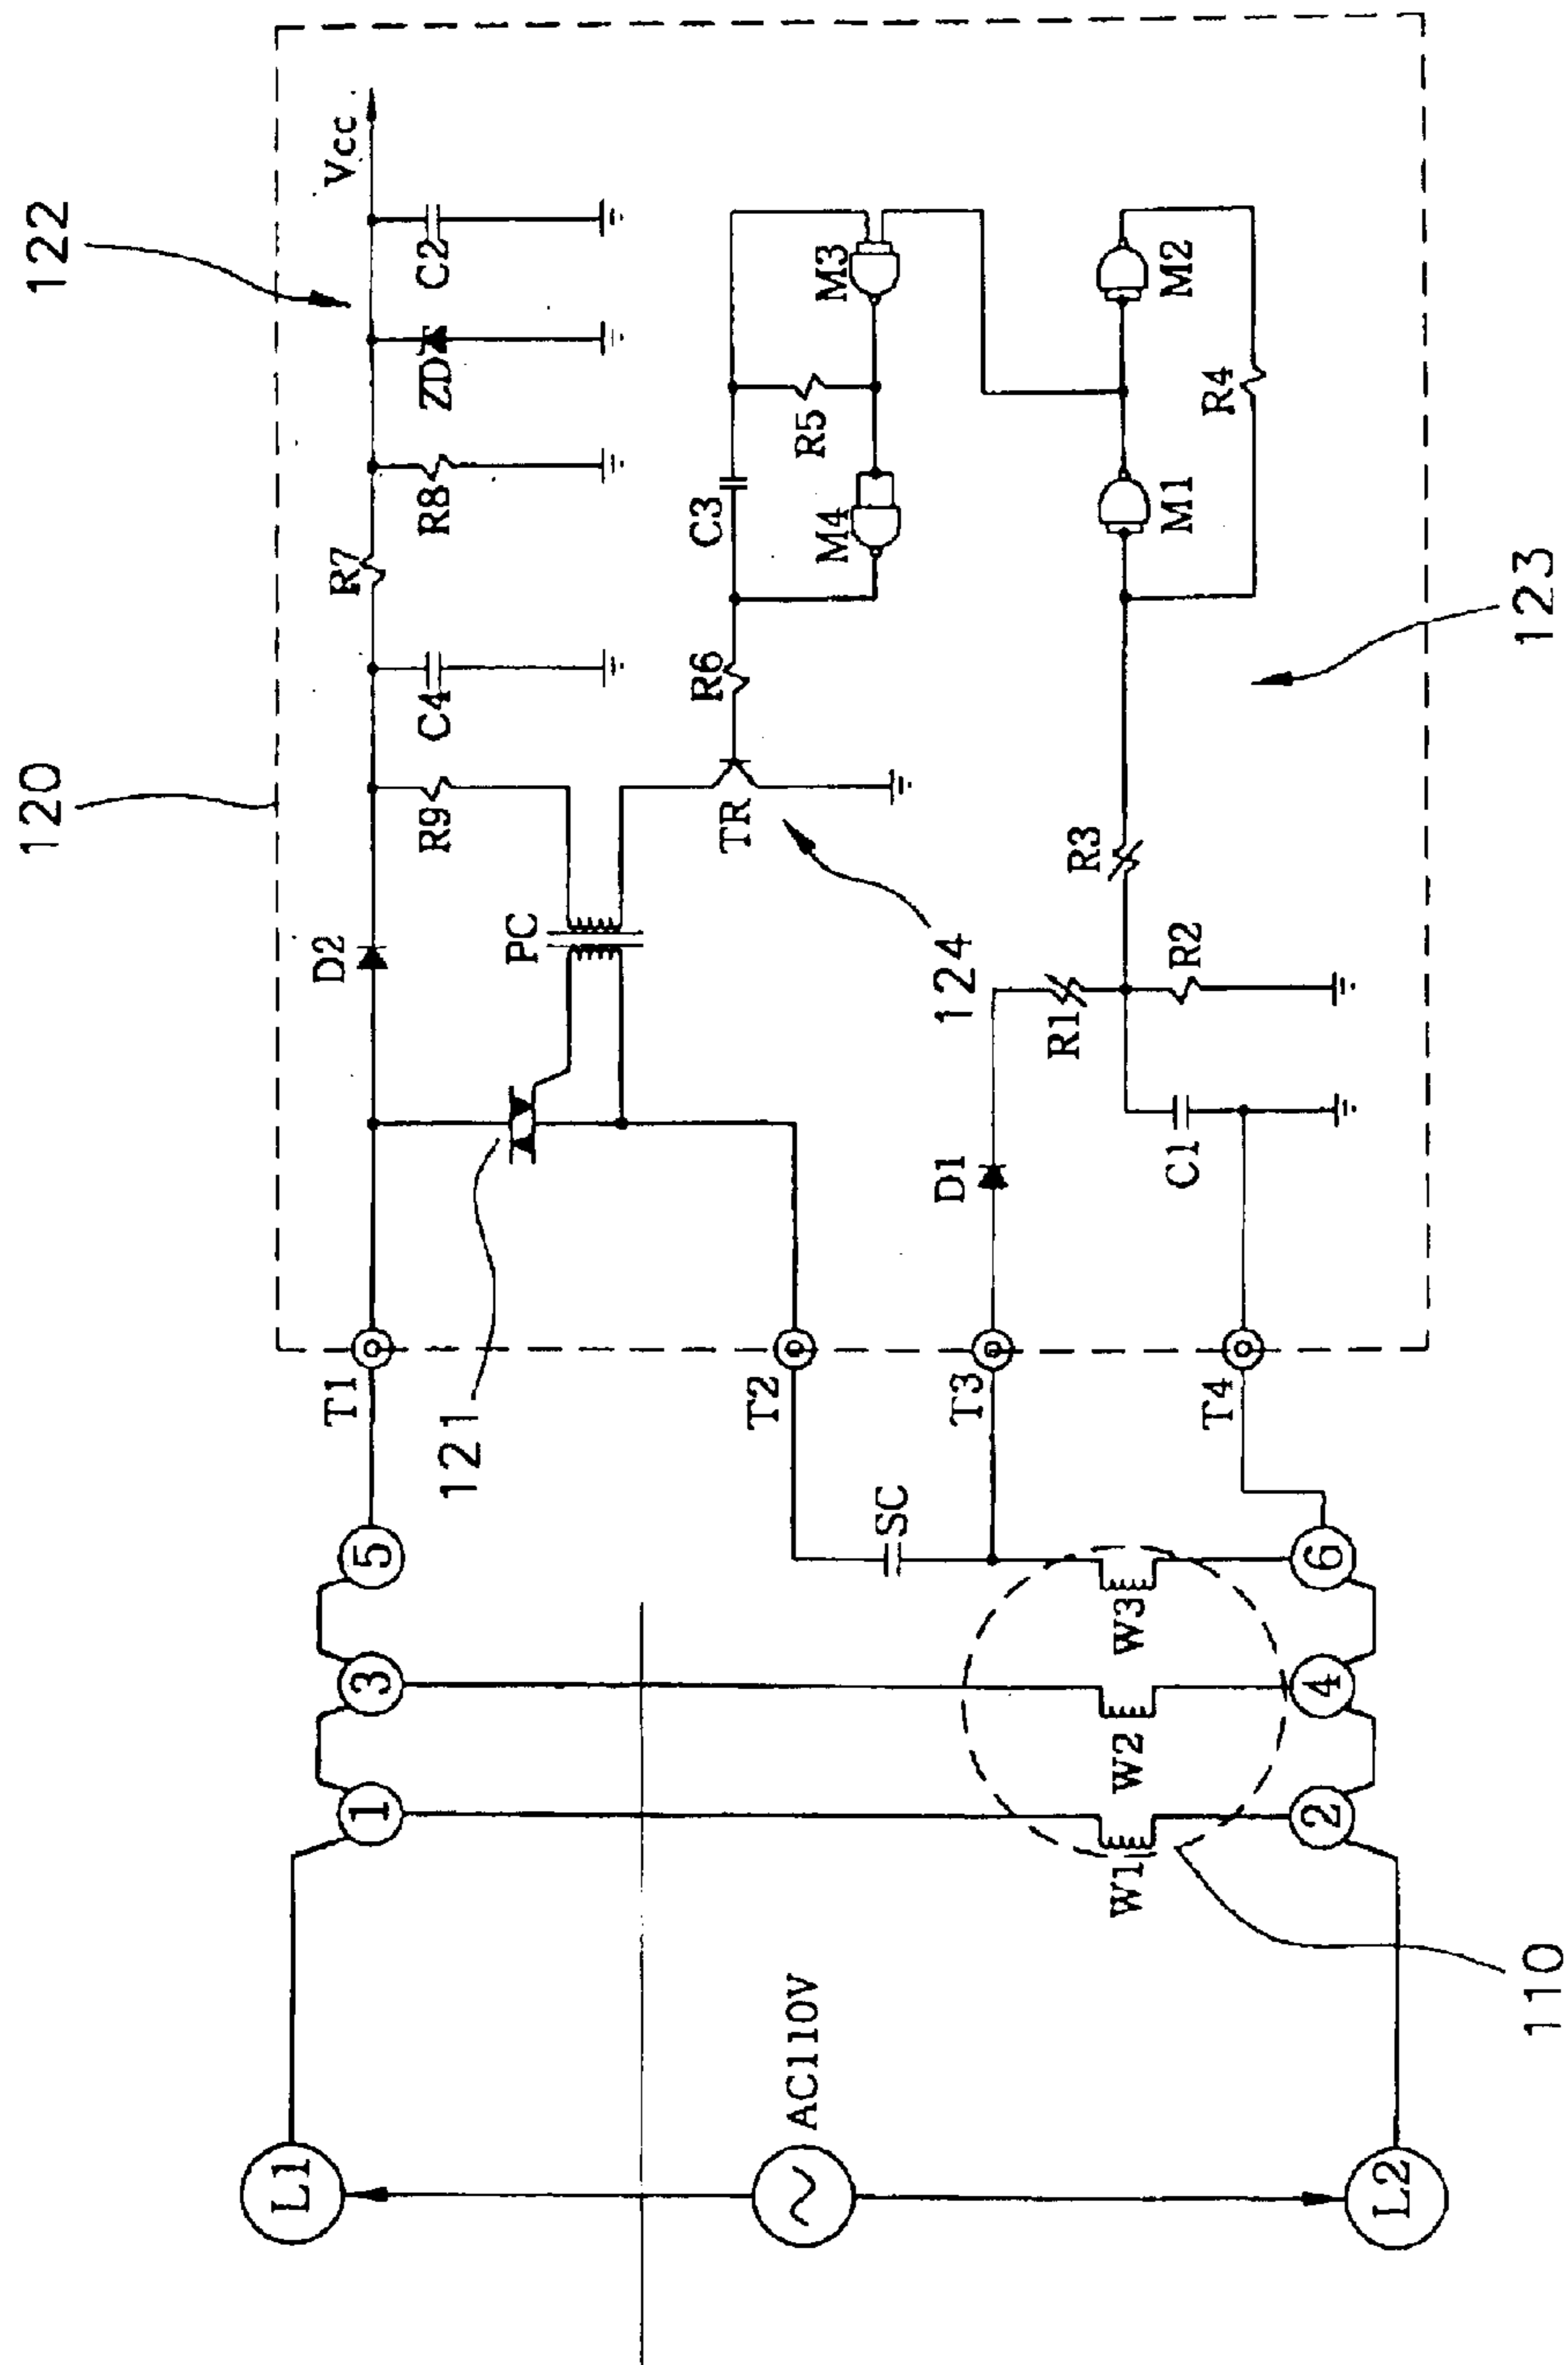 122
120
Vcc
C2
ZD
R8
R7
C4
R9
D2
PC
121
T1
5
3
1
L1
M3
R5
C3
M4
R6
TR
124
T2
SC
AC110V
M2
R4
M1
R3
R2
R1
D1
C1
T3
T4
123
W3
W2
W1
6
4
2
L2
110